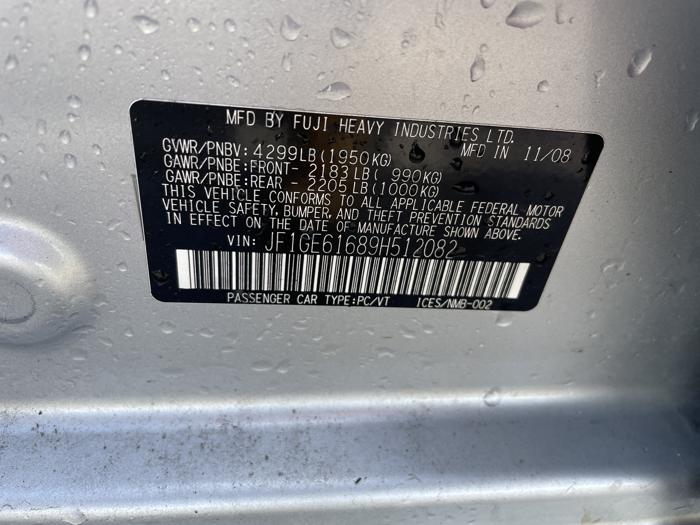 MFD BY FUJI HEAVY INDUSTRIES LTD.
GVWR/PNBV: 4299LB(1950KG) MFD IN 11/08
GAWR/PNBE:FRONT- 2183LB( 990KG)
GAWR/PNBE:REAR - 2205LB(1000KG)
THIS VEHICLE CONFORMS TO ALL APPLICABLE FEDERAL MOTOR
VEHICLE SAFETY, BUMPER, AND THEFT PREVENTION STANDARDS
IN EFFECT ON THE DATE OF MANUFACTURE SHOWN ABOVE.
VIN: JF1GE61689H512082
PASSENGER CAR TYPE:PC/VT ICES/NMB-002